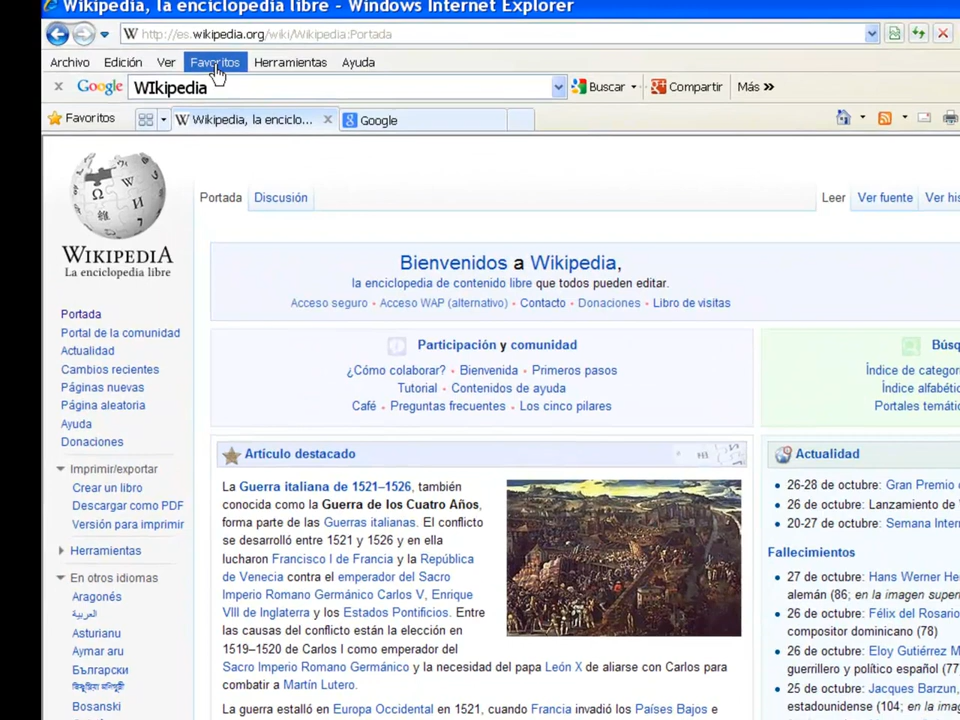 Wikipedia, la enciclopedia libre - Windows Internet Explorer
W http://es.wikipedia.org/wiki/Wikipedia:Portada
Archivo Edición Ver Favoritos Herramientas Ayuda
x Google WIkipedia Buscar Compartir Más »
Favoritos W Wikipedia, la enciclo... x Google
WIKIPEDIA
La enciclopedia libre
Portada Discusión Leer Ver fuente Ver his
Bienvenidos a Wikipedia,
la enciclopedia de contenido libre que todos pueden editar.
Acceso seguro • Acceso WAP (alternativo) • Contacto • Donaciones • Libro de visitas
Portada
Portal de la comunidad
Actualidad
Cambios recientes
Páginas nuevas
Página aleatoria
Ayuda
Donaciones
Imprimir/exportar
Crear un libro
Descargar como PDF
Versión para imprimir
Herramientas
En otros idiomas
Aragonés
العربية
Asturianu
Aymar aru
Български
Bosanski
Participación y comunidad
¿Cómo colaborar? • Bienvenida • Primeros pasos
Tutorial • Contenidos de ayuda
Café • Preguntas frecuentes • Los cinco pilares
Búsq
Índice de categor
Índice alfabétic
Portales temátic
Artículo destacado
La Guerra italiana de 1521–1526, también
conocida como la Guerra de los Cuatro Años,
forma parte de las Guerras italianas. El conflicto
se desarrolló entre 1521 y 1526 y en ella
lucharon Francisco I de Francia y la República
de Venecia contra el emperador del Sacro
Imperio Romano Germánico Carlos V, Enrique
VIII de Inglaterra y los Estados Pontificios. Entre
las causas del conflicto están la elección en
1519–1520 de Carlos I como emperador del
Sacro Imperio Romano Germánico y la necesidad del papa León X de aliarse con Carlos para
combatir a Martín Lutero.
La guerra estalló en Europa Occidental en 1521, cuando Francia invadió los Países Bajos e
Actualidad
26-28 de octubre: Gran Premio d
26 de octubre: Lanzamiento de
20-27 de octubre: Semana Intern
Fallecimientos
27 de octubre: Hans Werner He
alemán (86; en la imagen super
26 de octubre: Félix del Rosario
compositor dominicano (78)
26 de octubre: Eloy Gutiérrez M
guerrillero y político español (77
25 de octubre: Jacques Barzun,
estadounidense (104; en la imag